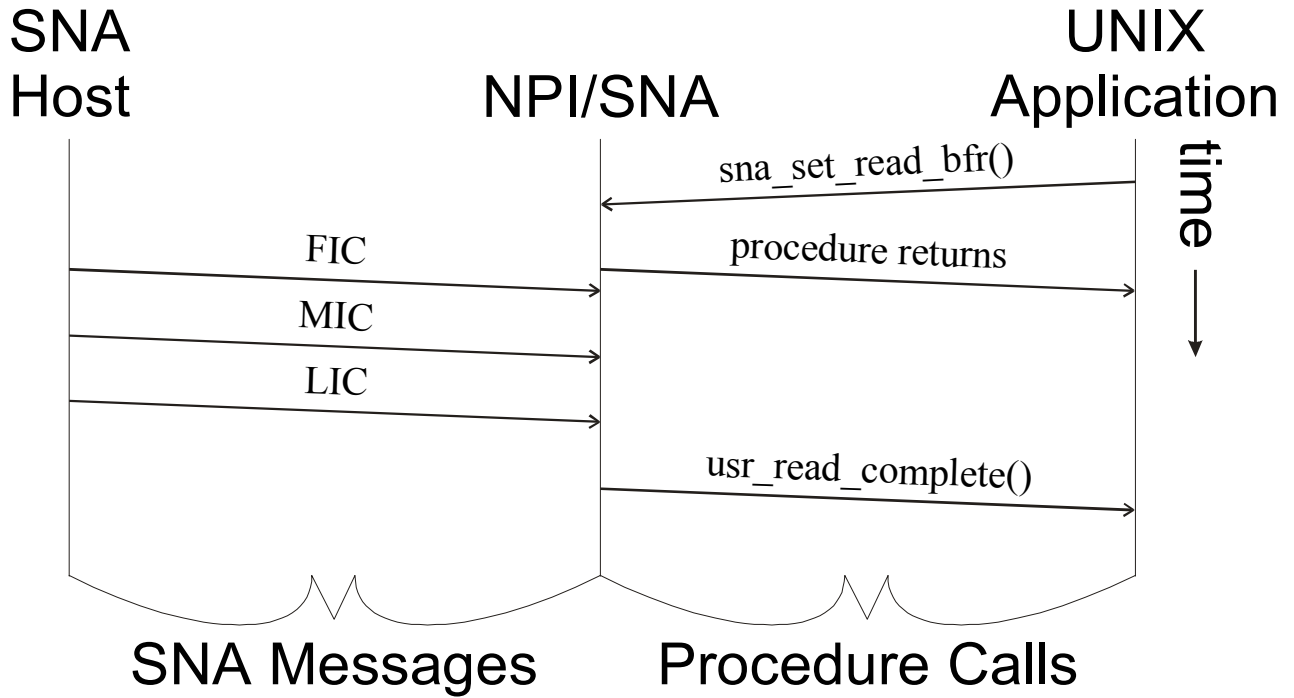 SNA
Host
NPI/SNA
UNIX
Application
time
sna_set_read_bfr()
FIC
procedure returns
MIC
LIC
usr_read_complete()
SNA Messages
Procedure Calls